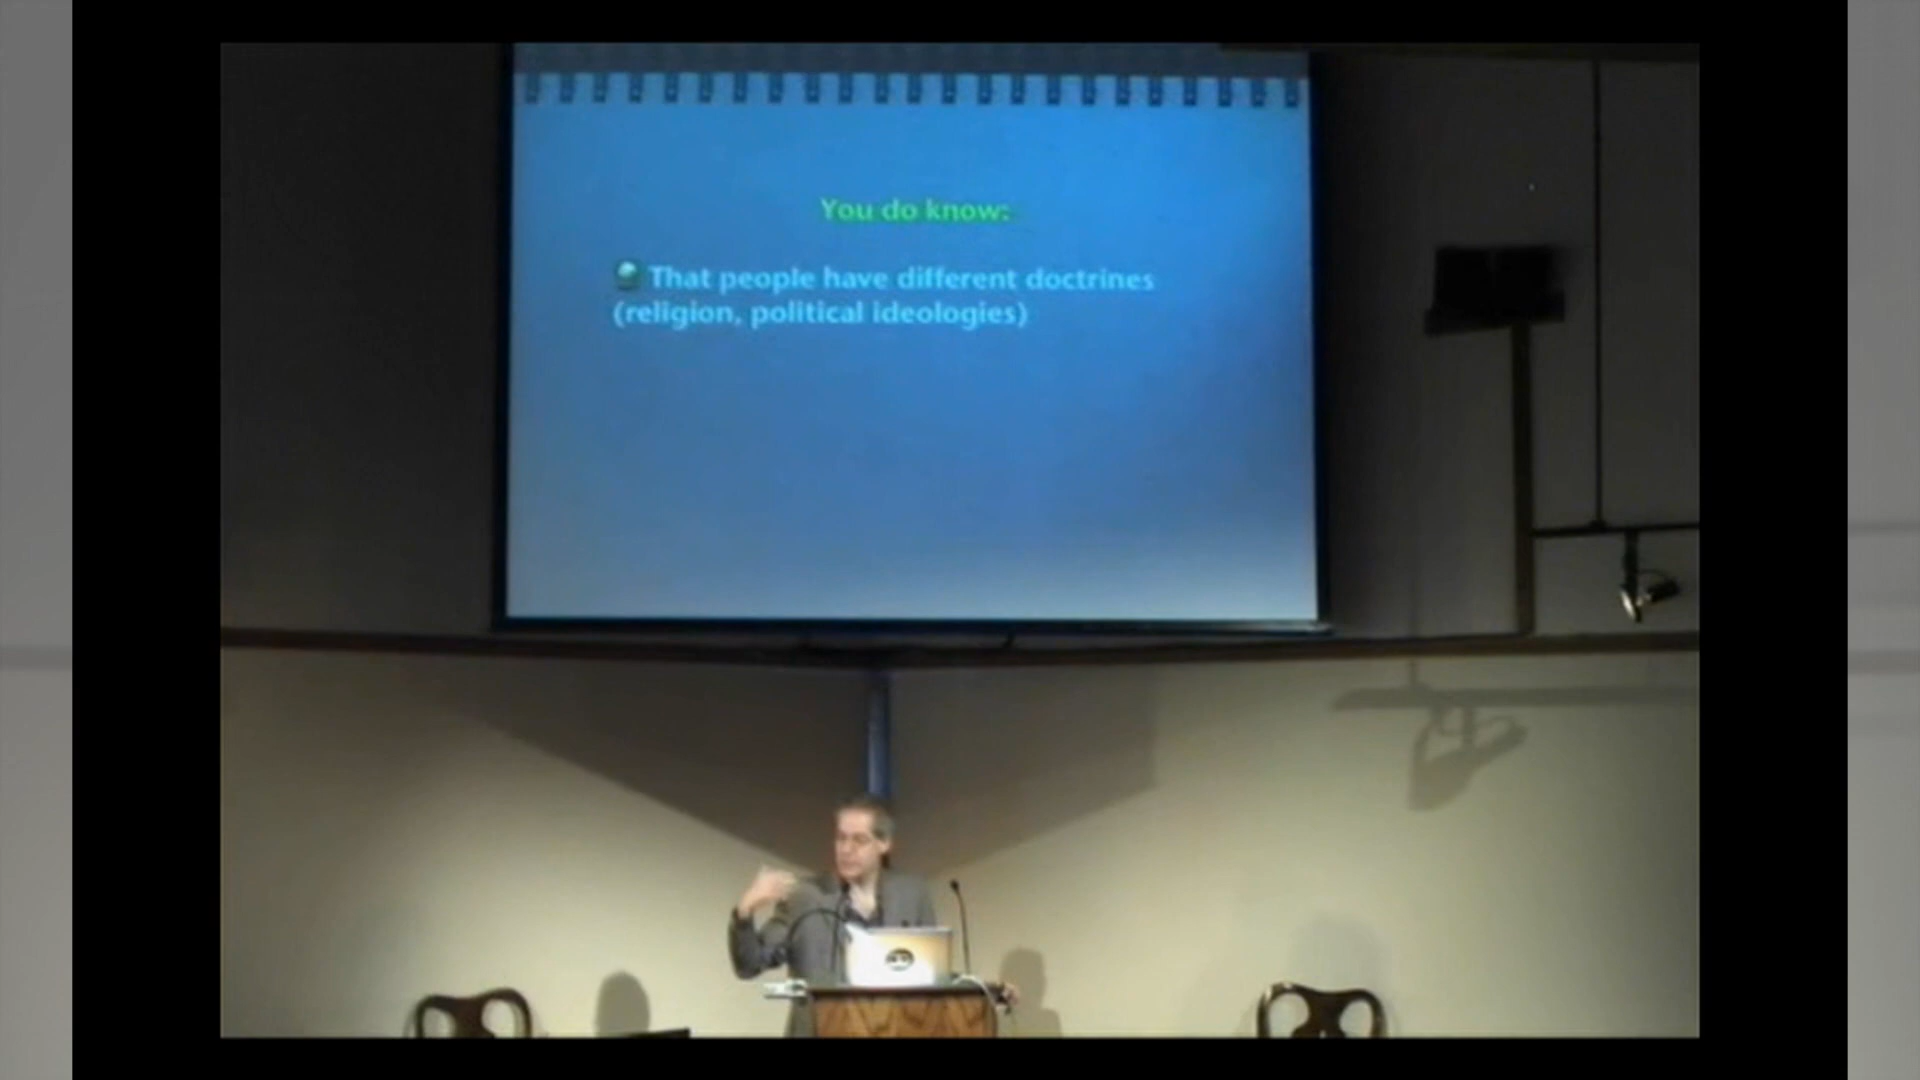 You do know:
That people have different doctrines
(religion, political ideologies)